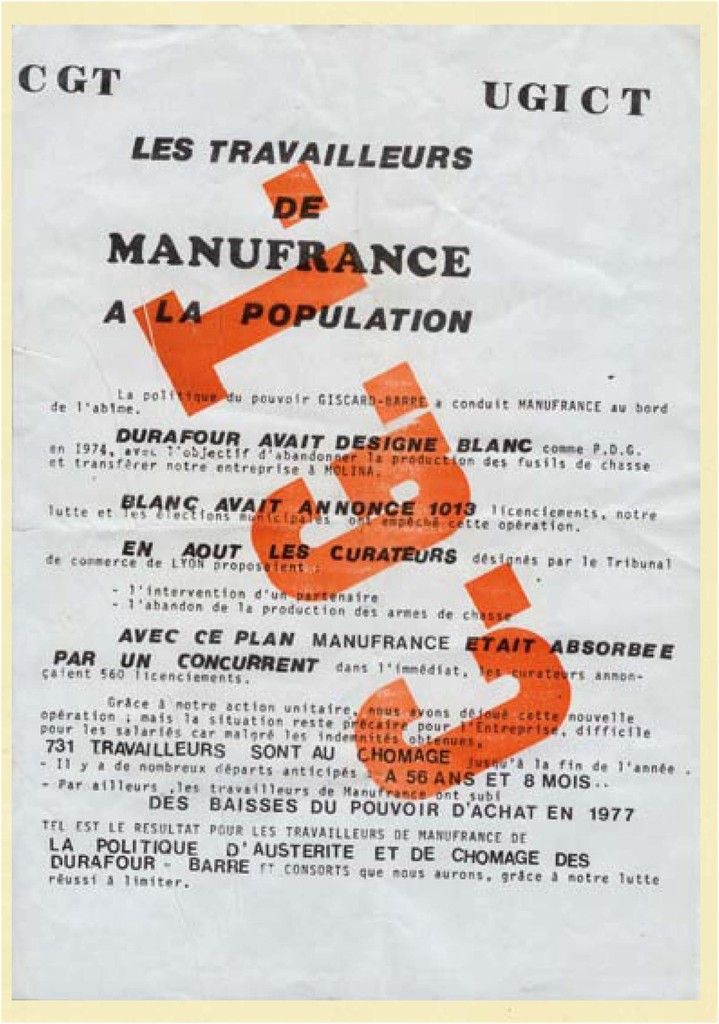 CGT
UGICT
LES TRAVAILLEURS
DE
MANUFRANCE
A LA POPULATION
La politique du pouvoir GISCARD-BARRE a conduit MANUFRANCE au bord
de l'abîme.
DURAFOUR AVAIT DESIGNE BLANC comme P.D.G.
en 1974, avec l'objectif d'abandonner la production des fusils de chasse
et transférer notre entreprise à MOLINA.
BLANC AVAIT ANNONCE 1013 licenciements, notre
lutte et les élections municipales ont empêché cette opération.
EN AOUT LES CURATEURS désignés par le Tribunal
de commerce de LYON proposaient :
- l'intervention d'un partenaire
- l'abandon de la production des armes de chasse
AVEC CE PLAN MANUFRANCE ETAIT ABSORBEE
PAR UN CONCURRENT dans l'immédiat, les curateurs annon-
çaient 560 licenciements.
Grâce à notre action unitaire, nous avons déjoué cette nouvelle
opération ; mais la situation reste précaire pour l'Entreprise, difficile
pour les salariés car malgré les indemnités obtenues,
731 TRAVAILLEURS SONT AU CHOMAGE jusqu'à la fin de l'année .
- Il y a de nombreux départs anticipés A 56 ANS ET 8 MOIS..
- Par ailleurs ,les travailleurs de Manufrance ont subi
DES BAISSES DU POUVOIR D'ACHAT EN 1977
TEL EST LE RESULTAT POUR LES TRAVAILLEURS DE MANUFRANCE DE
LA POLITIQUE D'AUSTERITE ET DE CHOMAGE DES
DURAFOUR - BARRE ET CONSORTS que nous aurons, grâce à notre lutte
réussi à limiter.